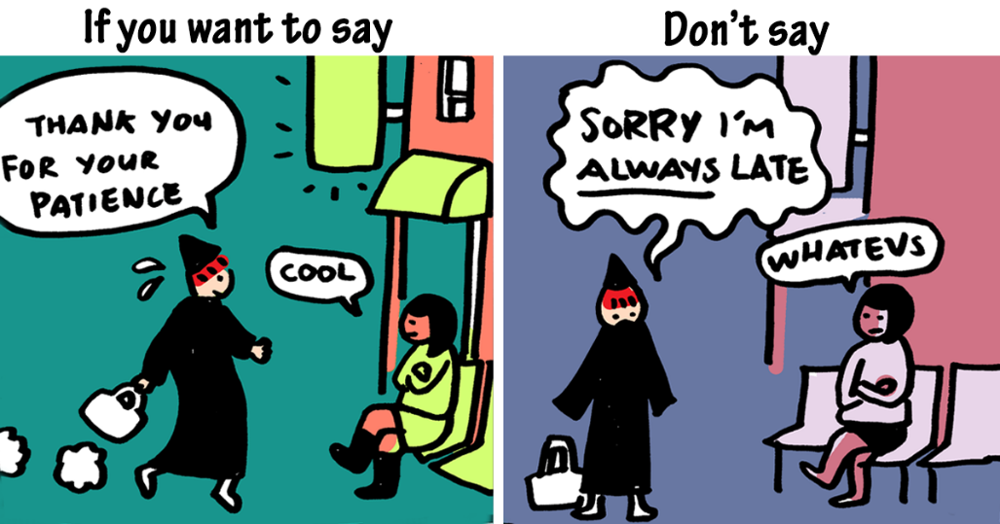 If you want to say
THANK YOU
FOR YOUR
PATIENCE
COOL
Don't say
SORRY I'M
ALWAYS LATE
WHATEVS